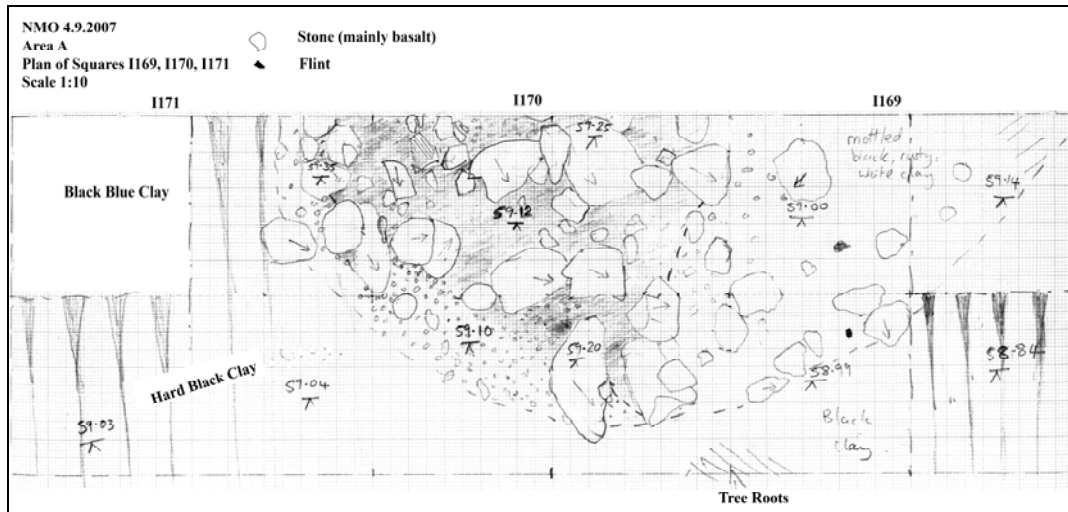 NMO 4.9.2007
Area A
Plan of Squares I169, I170, I171
Scale 1:10
Stone (mainly basalt)
Flint
I171
I170
I169
59.25
mottled,
black, rusty,
white clay
59.35
59.14
Black Blue Clay
59.12
59.00
59.10
59.20
58.84
Hard Black Clay
59.04
58.99
59.03
Black
clay
Tree Roots